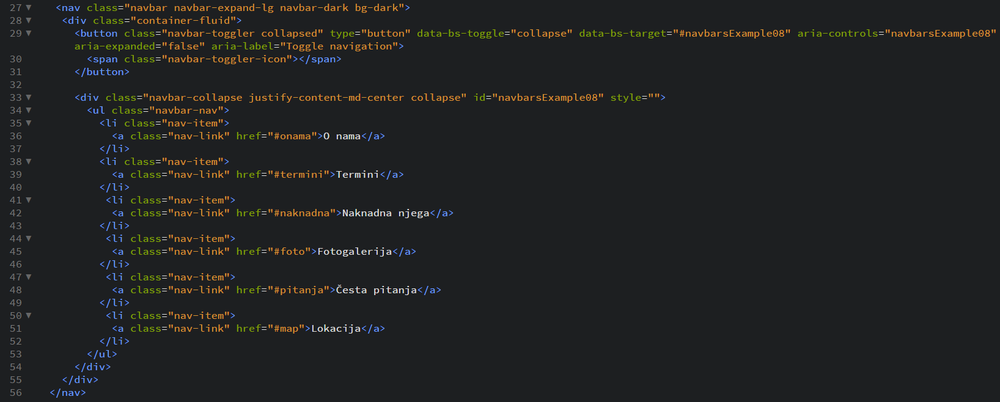 27 <nav class="navbar navbar-expand-lg navbar-dark bg-dark">
28 <div class="container-fluid">
29 <button class="navbar-toggler collapsed" type="button" data-bs-toggle="collapse" data-bs-target="#navbarsExample08" aria-controls="navbarsExample08"
aria-expanded="false" aria-label="Toggle navigation">
30 <span class="navbar-toggler-icon"></span>
31 </button>
32
33 <div class="navbar-collapse justify-content-md-center collapse" id="navbarsExample08" style="">
34 <ul class="navbar-nav">
35 <li class="nav-item">
36 <a class="nav-link" href="#onama">O nama</a>
37 </li>
38 <li class="nav-item">
39 <a class="nav-link" href="#termini">Termini</a>
40 </li>
41 <li class="nav-item">
42 <a class="nav-link" href="#naknadna">Naknadna njega</a>
43 </li>
44 <li class="nav-item">
45 <a class="nav-link" href="#foto">Fotogalerija</a>
46 </li>
47 <li class="nav-item">
48 <a class="nav-link" href="#pitanja">Česta pitanja</a>
49 </li>
50 <li class="nav-item">
51 <a class="nav-link" href="#map">Lokacija</a>
52 </li>
53 </ul>
54 </div>
55 </div>
56 </nav>